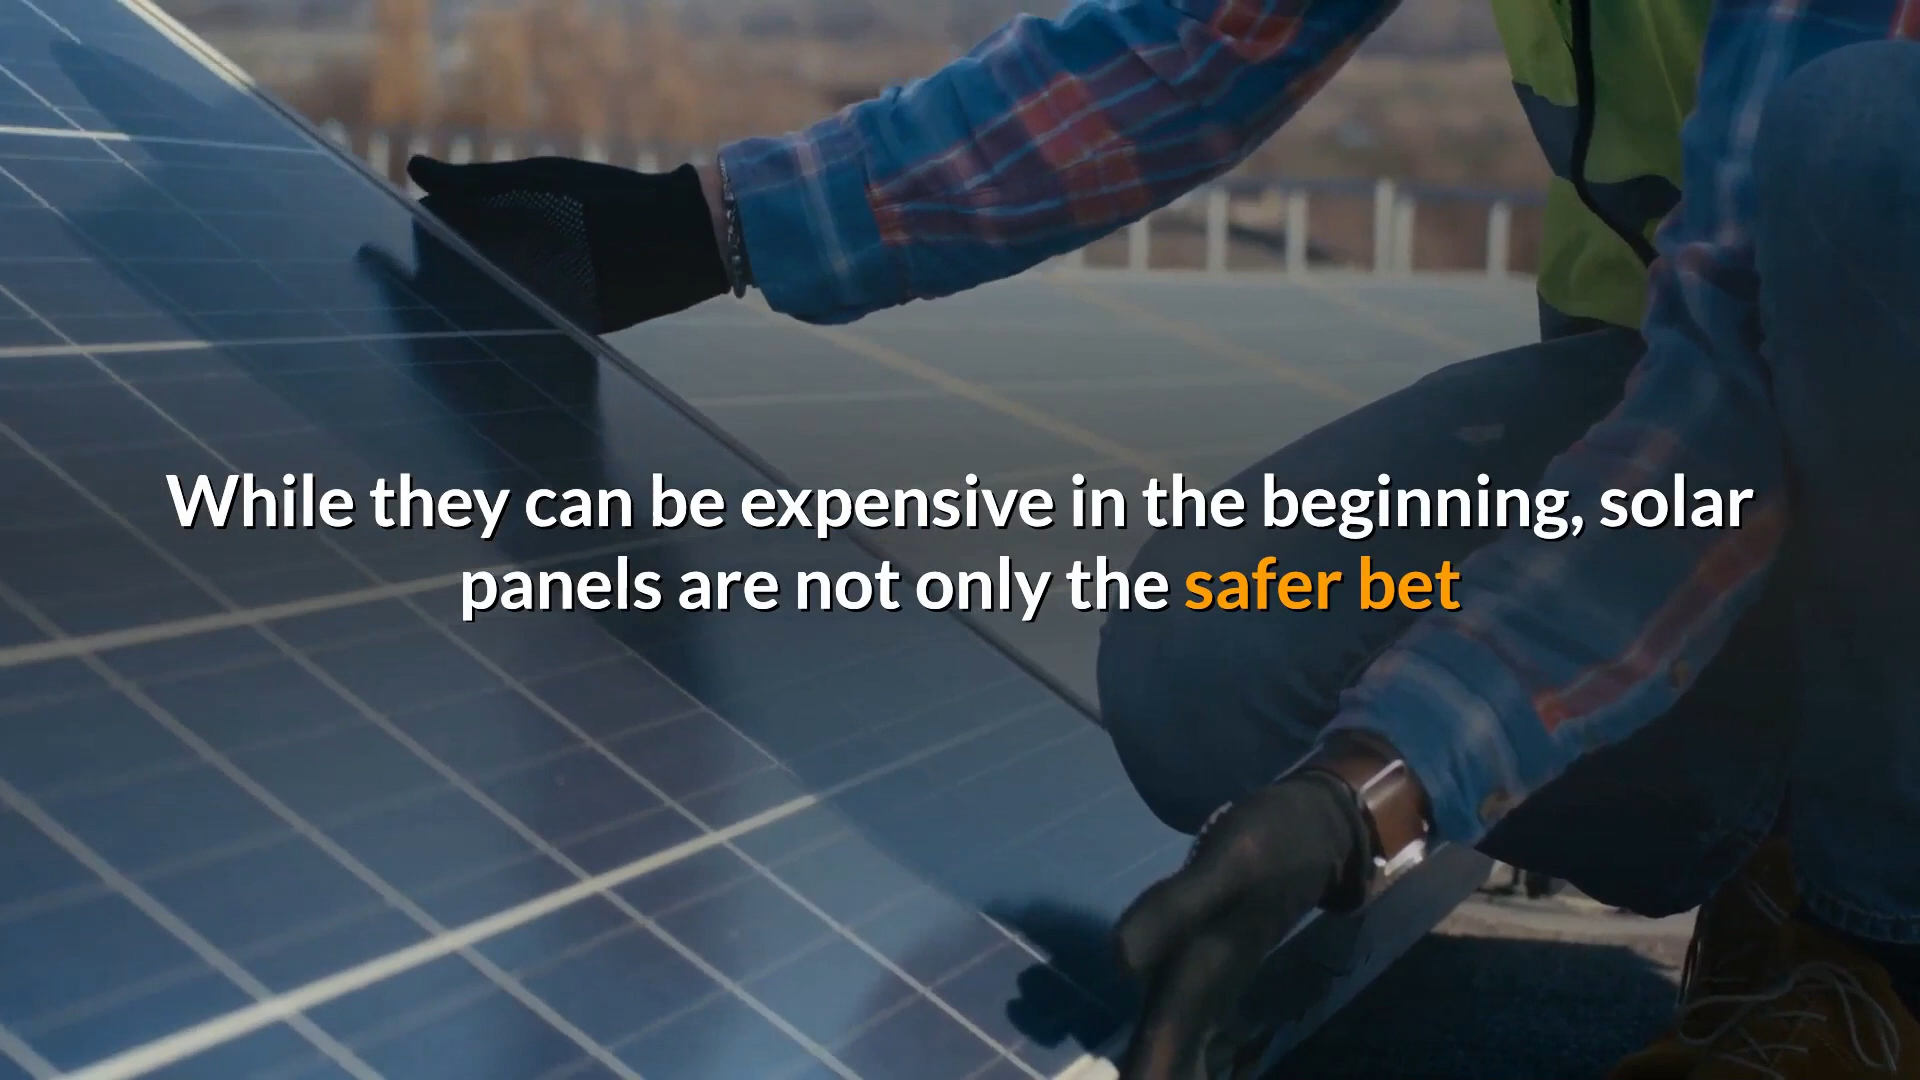 While they can be expensive in the beginning, solar
panels are not only the safer bet